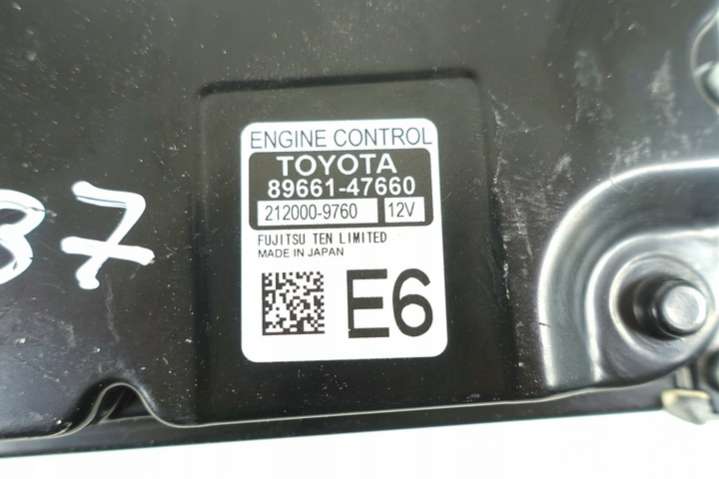 ENGINE CONTROL
TOYOTA
89661-47660
212000-9760 12V
FUJITSU TEN LIMITED
MADE IN JAPAN
E6
37